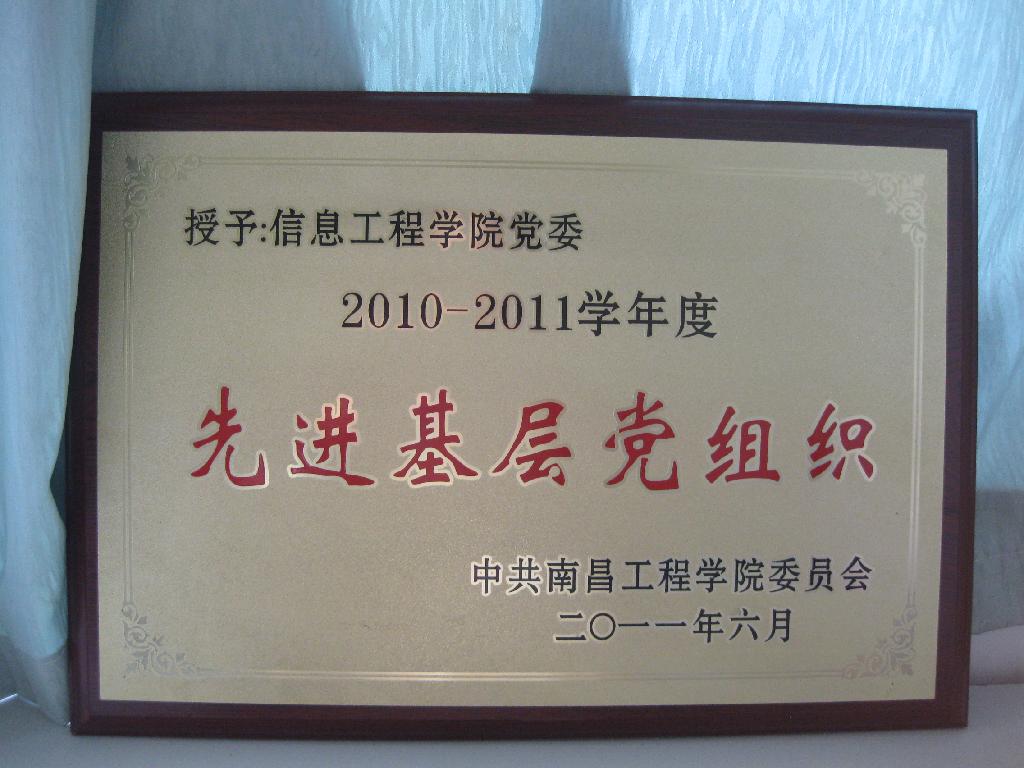 授予:信息工程学院党委
2010-2011学年度
先进基层党组织
中共南昌工程学院委员会
二〇一一年六月